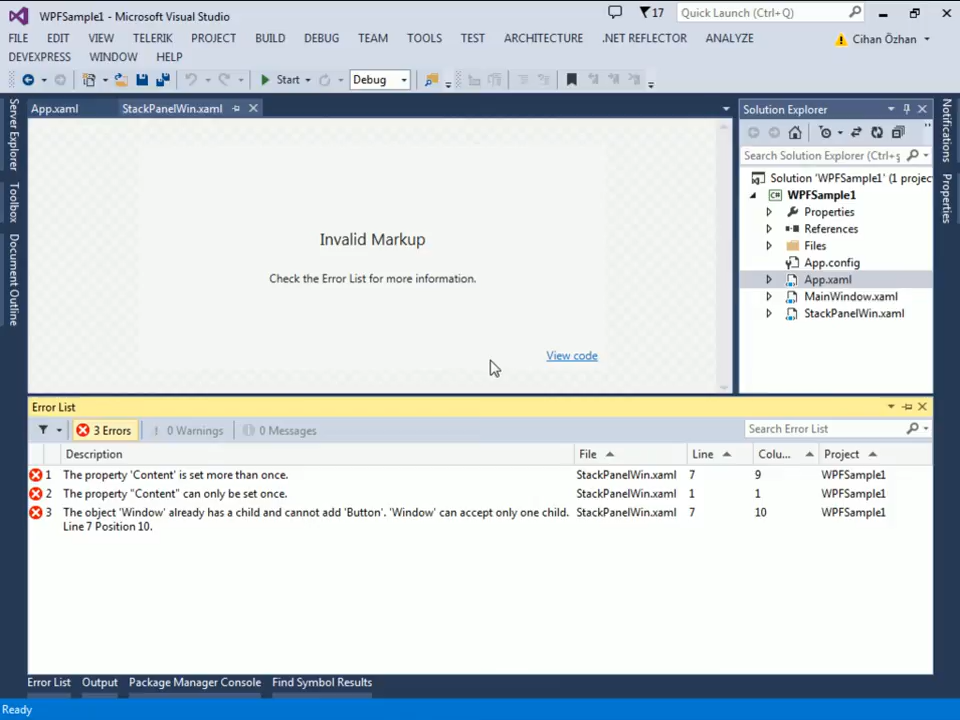 WPFSample1 - Microsoft Visual Studio
17
Quick Launch (Ctrl+Q)
FILE EDIT VIEW TELERIK PROJECT BUILD DEBUG TEAM TOOLS TEST ARCHITECTURE .NET REFLECTOR ANALYZE
Cihan Özhan
DEVEXPRESS WINDOW HELP
Start
Debug
Server Explorer
Toolbox
Document Outline
App.xaml
StackPanelWin.xaml
Invalid Markup
Check the Error List for more information.
View code
Solution Explorer
Search Solution Explorer (Ctrl+ş
Solution 'WPFSample1' (1 projec
C#
WPFSample1
Properties
References
Files
App.config
App.xaml
MainWindow.xaml
StackPanelWin.xaml
Notifications
Properties
Error List
3 Errors
0 Warnings
0 Messages
Search Error List
Description File Line Colu... Project
1 The property 'Content' is set more than once. StackPanelWin.xaml 7 9 WPFSample1
2 The property "Content" can only be set once. StackPanelWin.xaml 1 1 WPFSample1
3 The object 'Window' already has a child and cannot add 'Button'. 'Window' can accept only one child. StackPanelWin.xaml 7 10 WPFSample1
Line 7 Position 10.
Error List Output Package Manager Console Find Symbol Results
Ready